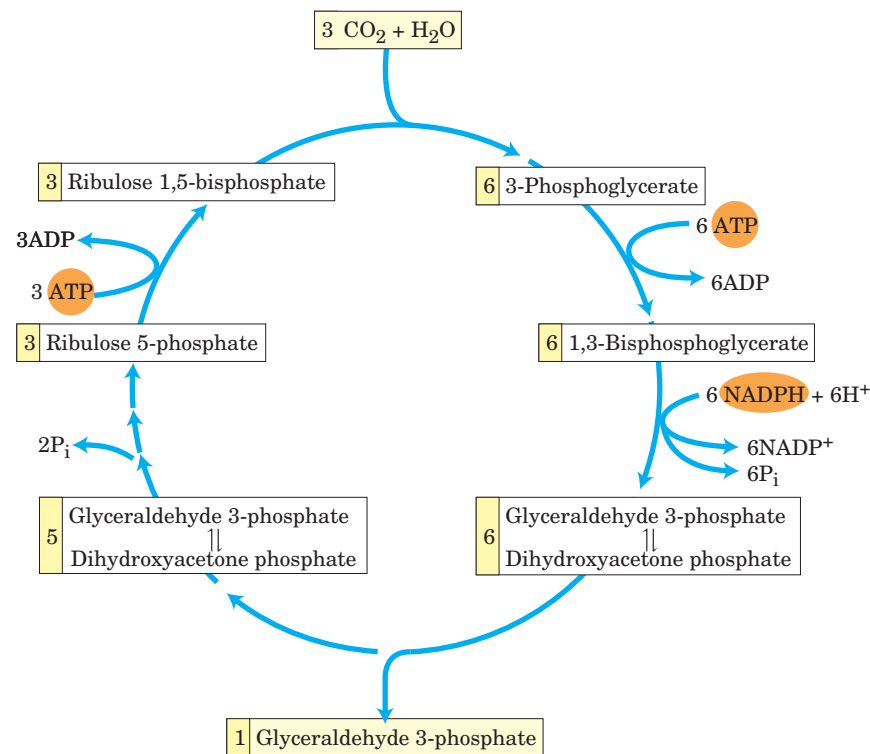 3 CO₂ + H₂O
3 Ribulose 1,5-bisphosphate
6 3-Phosphoglycerate
3ADP
3 ATP
6 ATP
6ADP
3 Ribulose 5-phosphate
6 1,3-Bisphosphoglycerate
6 NADPH + 6H⁺
6NADP⁺
6Pᵢ
2Pᵢ
5 Glyceraldehyde 3-phosphate
⇌
Dihydroxyacetone phosphate
6 Glyceraldehyde 3-phosphate
⇌
Dihydroxyacetone phosphate
1 Glyceraldehyde 3-phosphate